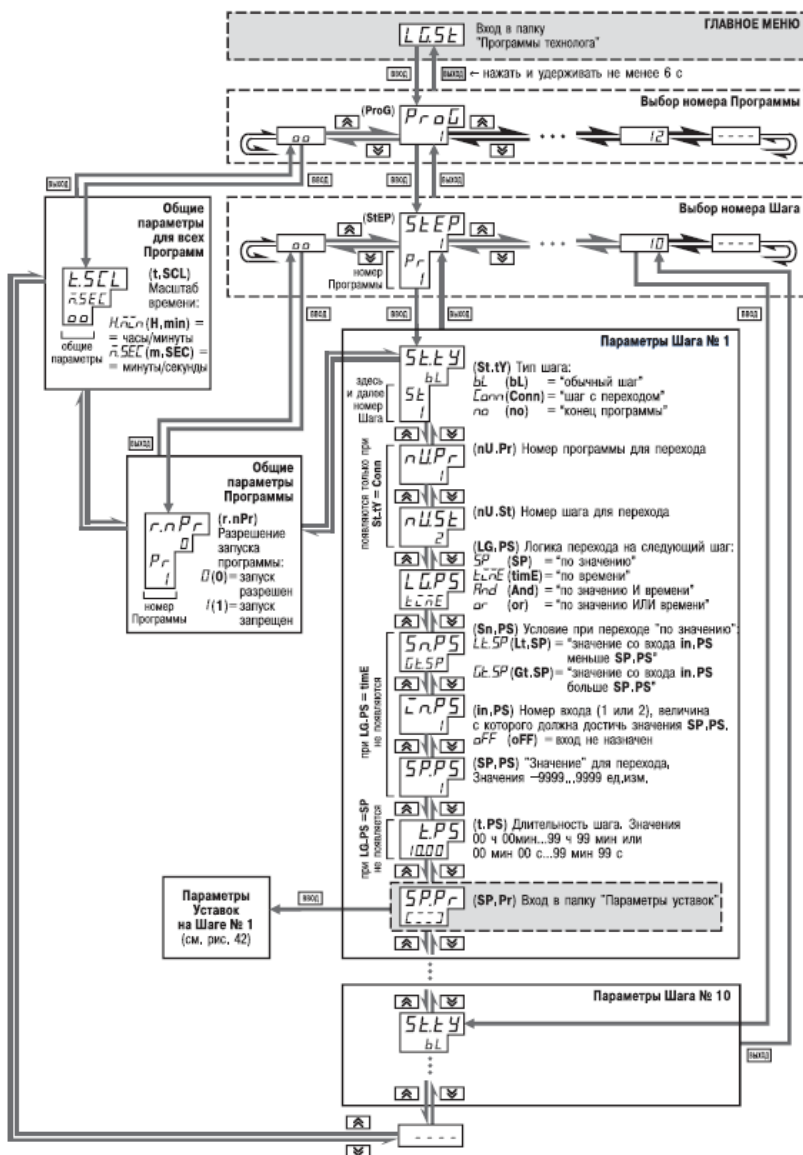 ГЛАВНОЕ МЕНЮ
LG.St
Вход в папку
"Программы технолога"
ВВОД
ВЫХОД
← нажать и удерживать не менее 6 с
Выбор номера Программы
(ProG)
ProG
1
oo
12
----
ВЫХОД
ВВОД
ВВОД
ВЫХОД
Выбор номера Шага
(StEP)
StEP
1
Pr
1
номер
Программы
oo
10
----
Общие
параметры
для всех
Программ
t.SCL
m.SEC
oo
общие
параметры
(t,SCL)
Масштаб
времени:
H.min (H,min) =
= часы/минуты
m.SEC (m,SEC) =
= минуты/секунды
ВВОД
ВВОД
ВЫХОД
ВВОД
ВЫХОД
Общие
параметры
Программы
r.nPr
0
Pr
1
номер
Программы
(r.nPr)
Разрешение
запуска
программы:
0 (0) = запуск
разрешен
1 (1) = запуск
запрещен
Параметры Шага № 1
St.tY
bL
St
1
здесь
и далее
номер
Шага
(St.tY) Тип шага:
bL (bL) = "обычный шаг"
Conn (Conn) = "шаг с переходом"
no (no) = "конец программы"
появляются только при
St.tY = Conn
nU.Pr
1
(nU.Pr) Номер программы для перехода
nU.St
2
(nU.St) Номер шага для перехода
LG.PS
timE
(LG,PS) Логика перехода на следующий шаг:
SP (SP) = "по значению"
timE (timE) = "по времени"
And (And) = "по значению И времени"
or (or) = "по значению ИЛИ времени"
при LG.PS = timE
не появляются
Sn.PS
Gt.SP
(Sn,PS) Условие при переходе "по значению":
Lt.SP (Lt,SP) = "значение со входа in,PS
меньше SP,PS"
Gt.SP (Gt.SP) = "значение со входа in.PS
больше SP.PS"
in.PS
1
(in,PS) Номер входа (1 или 2), величина
с которого должна достичь значения SP,PS.
oFF (oFF) = вход не назначен
SP.PS
1
(SP,PS) "Значение" для перехода.
Значения –9999...9999 ед.изм.
при LG.PS =SP
не появляется
t.PS
10.00
(t.PS) Длительность шага. Значения
00 ч 00мин...99 ч 99 мин или
00 мин 00 с...99 мин 99 с
SP.Pr
[---]
(SP,Pr) Вход в папку "Параметры уставок"
ВВОД
Параметры
Уставок
на Шаге № 1
(см. рис. 42)
Параметры Шага № 10
St.tY
bL
ВЫХОД
----